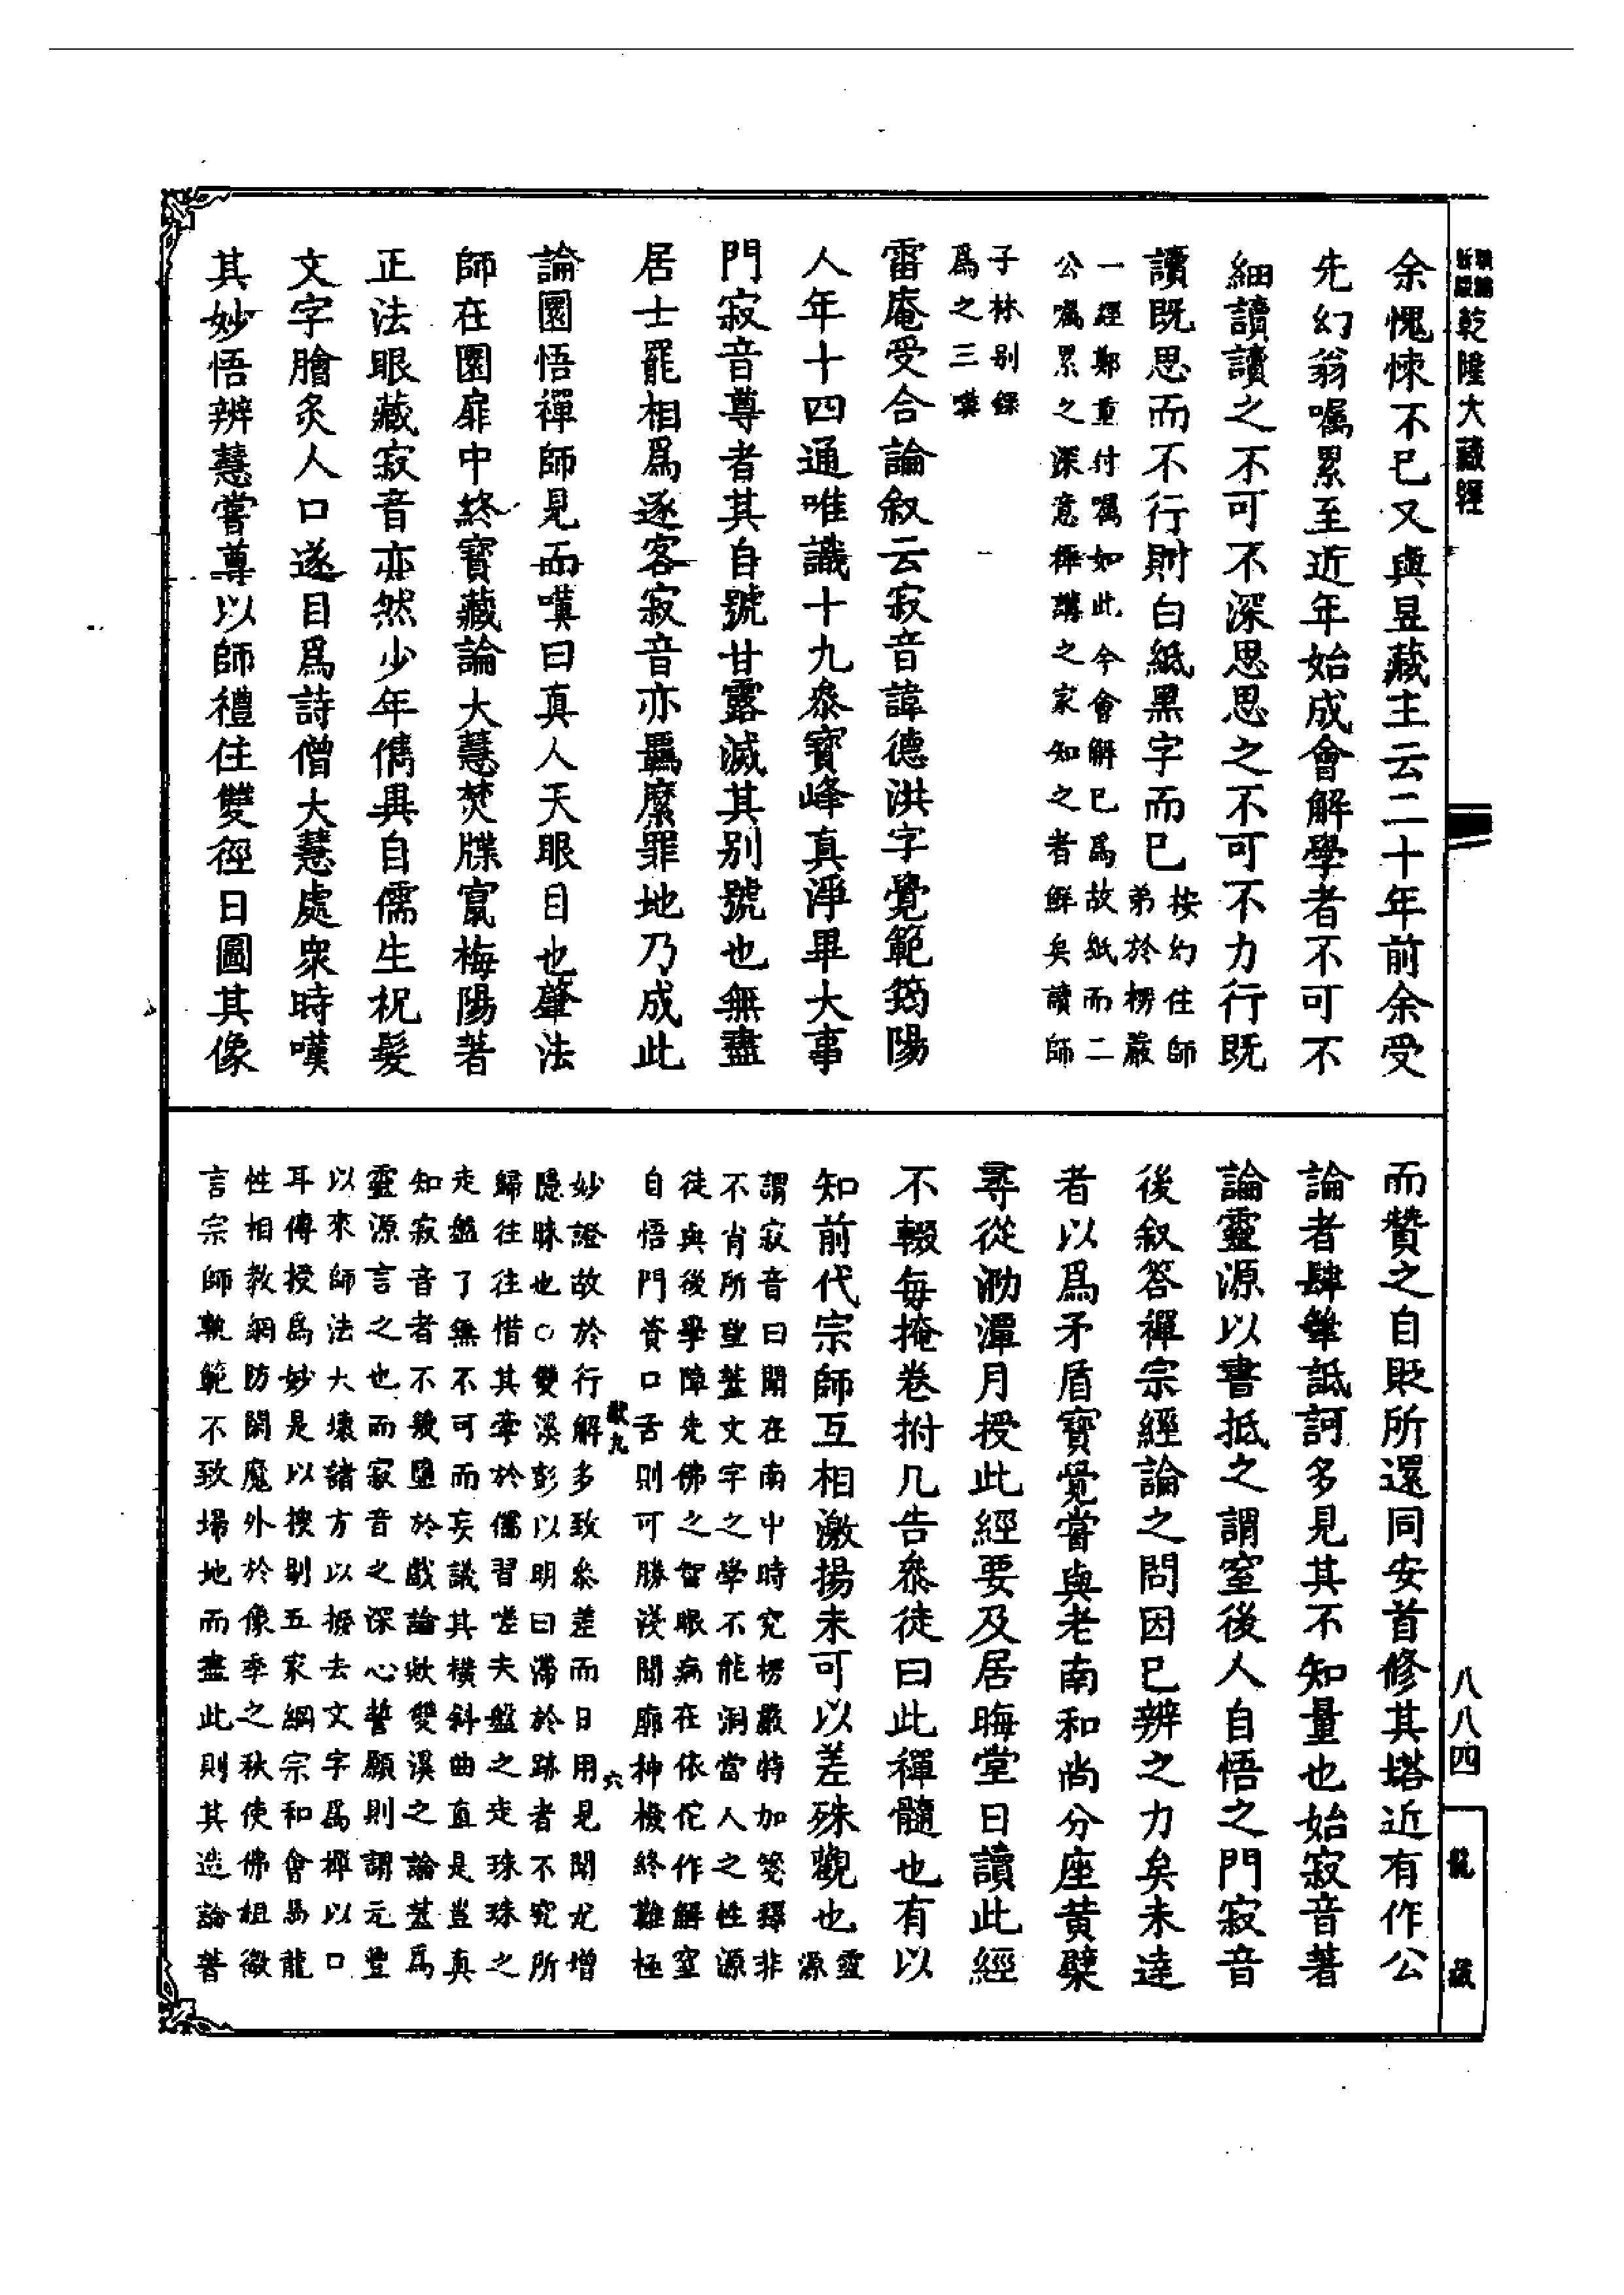 乾隆大藏經
余愧悚不已又與昱藏主云二十年前余受
先幻翁囑累至近年始成會解學者不可不
細讀讀之不可不深思思之不可不力行既
讀既思而不行則白紙黑字而已
按幻住師
弟於楞嚴
一經鄭重付囑如此今會解已爲故紙而二
公囑累之深意禪講之家知之者鮮矣讀師
子林別錄
爲之三嘆
雷庵受合論叙云寂音諱德洪字覺範筠陽
人年十四通唯識十九叅寶峰真淨畢大事
門寂音尊者其自號甘露滅其别號也無盡
居士罷相爲逐客寂音亦羈縻罪地乃成此
論圜悟禪師見而嘆曰真人天眼目也肇法
師在圜扉中終寶藏論大慧焚牒竄梅陽著
正法眼藏寂音亦然少年儁具自儒生祝髮
文字膾炙人口遂目爲詩僧大慧處衆時嘆
其妙悟辨慧嘗尊以師禮住雙徑日圖其像
而贊之自貶所還同安首修其塔近有作公
論者肆筆詆訶多見其不知量也始寂音著
論靈源以書抵之謂窒後人自悟之門寂音
後叙答禪宗經論之問因已辨之力矣未達
者以爲矛盾寶覺嘗與老南和尚分座黄檗
尋從泐潭月授此經要及居晦堂日讀此經
不輟每掩卷拊几告叅徒曰此禪髓也有以
知前代宗師互相激揚未可以差殊觀也
靈
源
謂寂音曰聞在南中時究楞嚴特加箋釋非
不肖所望葢文字之學不能洞當人之性源
徒與後學障先佛之智眼病在依佗作解窒
自悟門資口舌則可勝淺聞廓神機終難極
妙證故於行解多致叅差而日用見聞尤增
隱昧也○雙溪彭以明曰滯於跡者不究所
歸往往惜其牽於儒習嗟夫盤之走珠珠之
走盤了無不可而妄議其橫斜曲直是豈真
知寂音者不幾墮於戲論歟雙溪之論葢爲
靈源言之也而寂音之深心誓願則謂元豐
以來師法大壞諸方以撥去文字爲禪以口
耳傳授爲妙是以搜剔五家綱宗和會馬龍
性相教網防閑魔外於像季之秋使佛祖微
言宗師軌範不致埽地而盡此則其造論著
獻九
六
八八四
龍藏